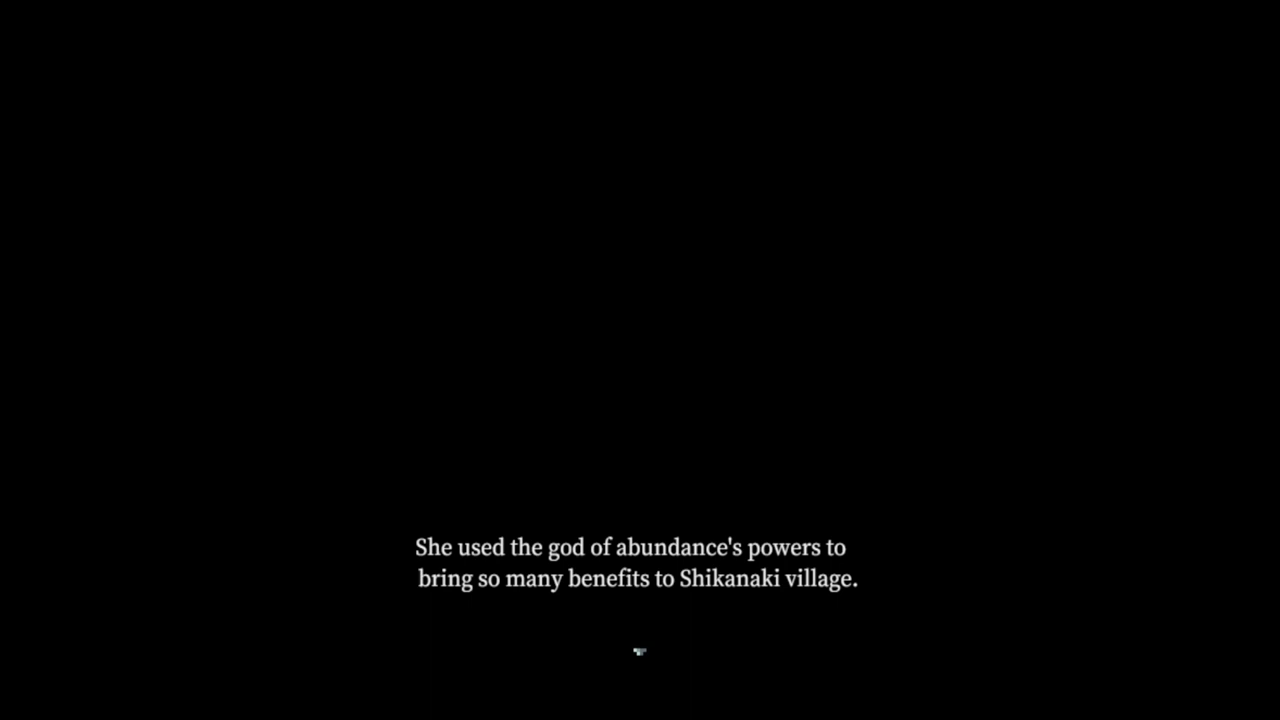 She used the god of abundance's powers to
bring so many benefits to Shikanaki village.